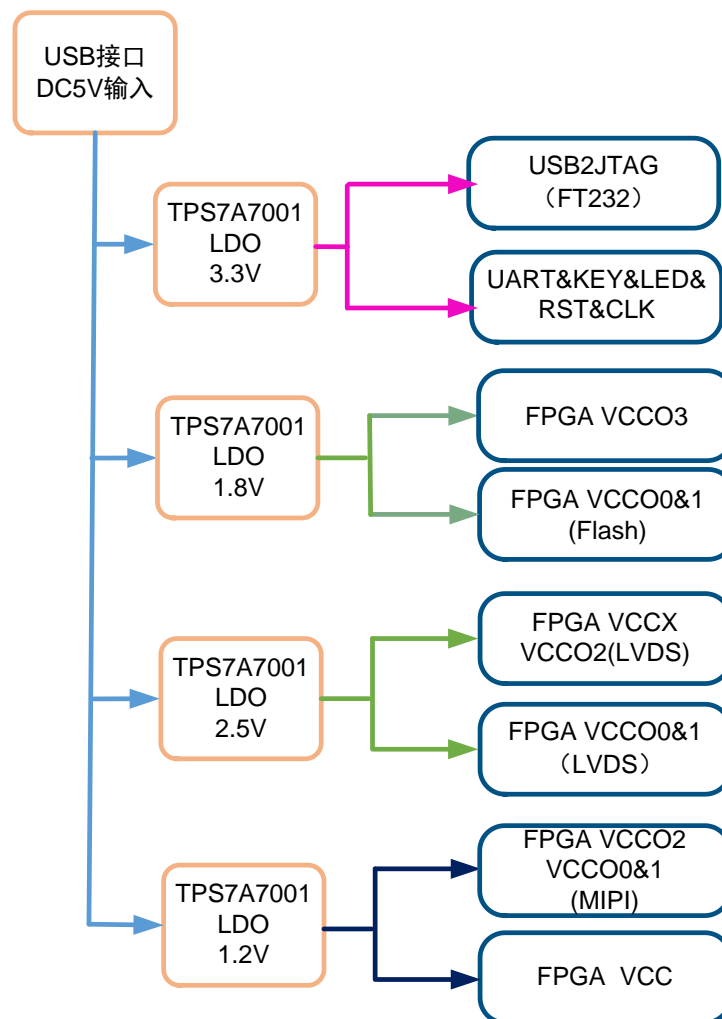 USB接口
DC5V输入
TPS7A7001
LDO
3.3V
USB2JTAG
（FT232）
UART&KEY&LED&
RST&CLK
TPS7A7001
LDO
1.8V
FPGA VCCO3
FPGA VCCO0&1
(Flash)
TPS7A7001
LDO
2.5V
FPGA VCCX
VCCO2(LVDS)
FPGA VCCO0&1
（LVDS）
TPS7A7001
LDO
1.2V
FPGA VCCO2
VCCO0&1
(MIPI)
FPGA  VCC